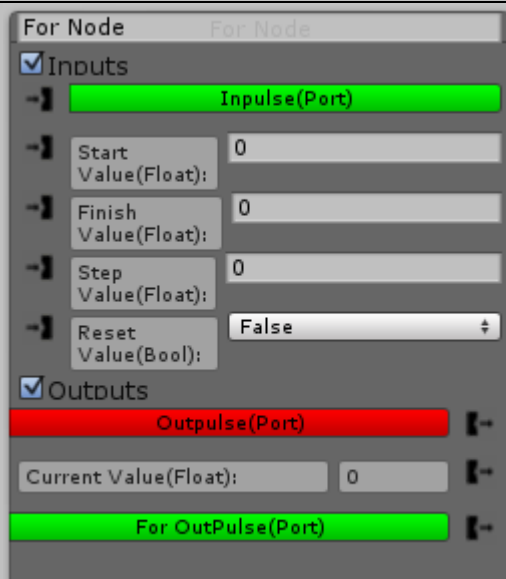 For Node For Node
Inputs
Inpulse(Port)
Start
Value(Float):
0
Finish
Value(Float):
0
Step
Value(Float):
0
Reset
Value(Bool):
False
Outputs
Outpulse(Port)
Current Value(Float): 0
For OutPulse(Port)